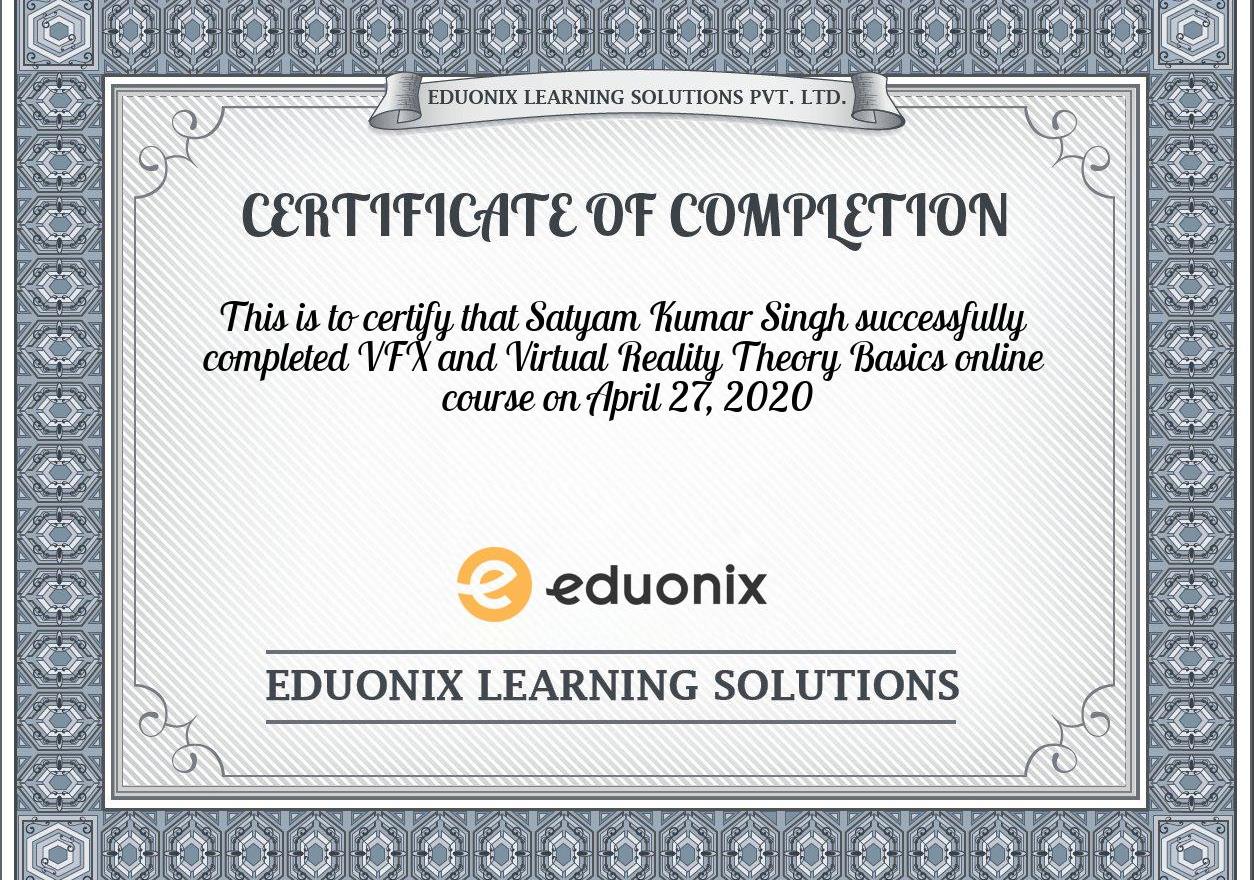 EDUONIX LEARNING SOLUTIONS PVT. LTD.
CERTIFICATE OF COMPLETION
This is to certify that Satyam Kumar Singh successfully
completed VFX and Virtual Reality Theory Basics online
course on April 27, 2020
eduonix
EDUONIX LEARNING SOLUTIONS